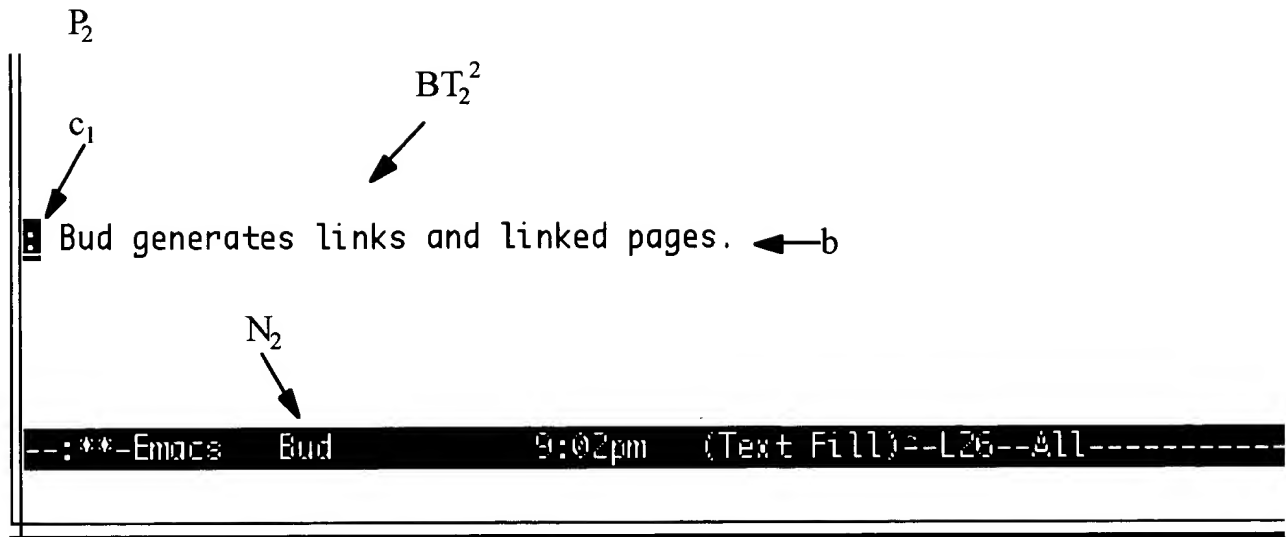 P₂
BT₂²
c₁
: Bud generates links and linked pages. b
N₂
--:**-Emacs Bud 9:02pm (Text Fill)--L26--All-----------